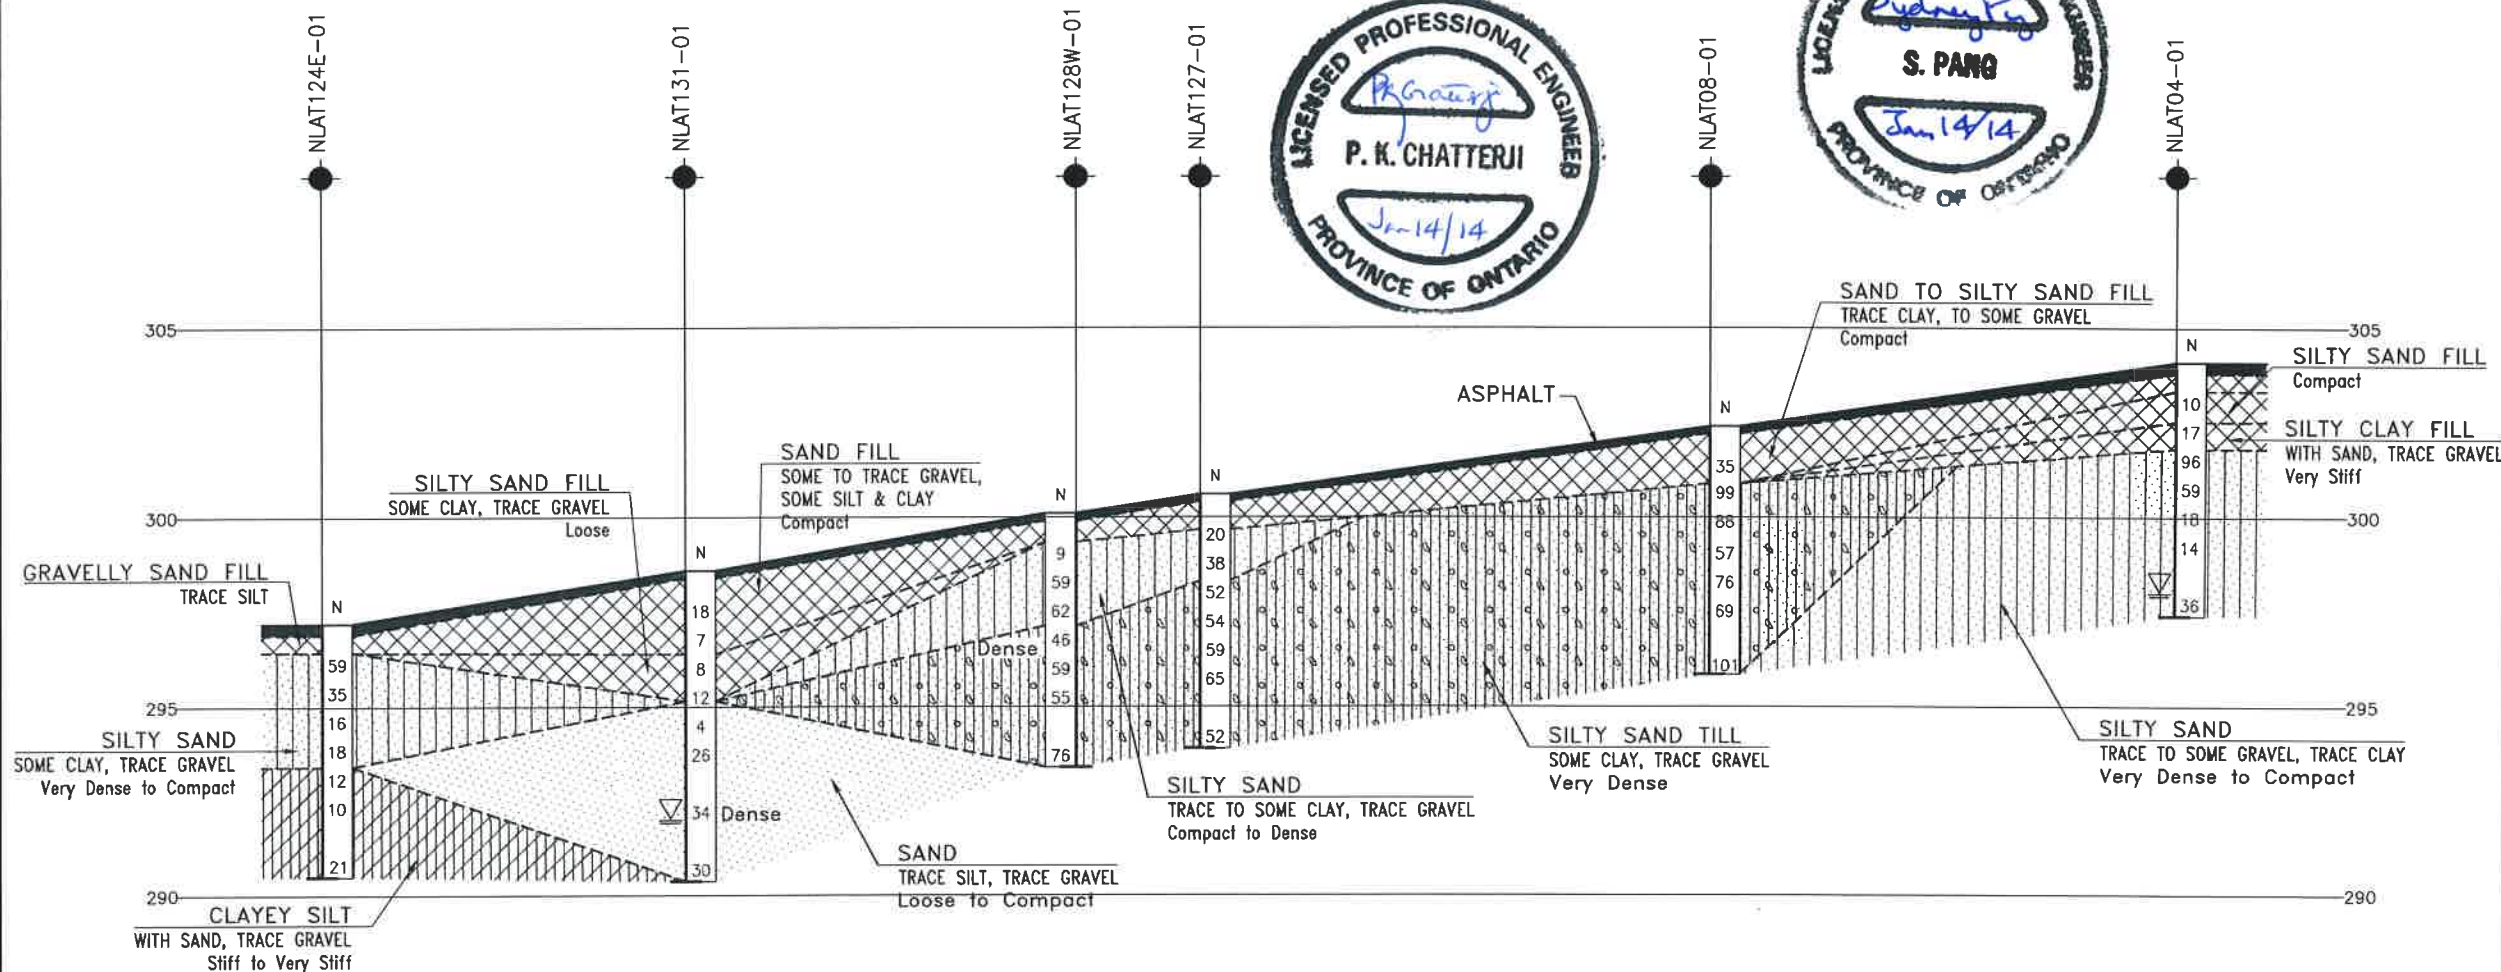 NLAT124E-01
NLAT131-01
NLAT128W-01
NLAT127-01
NLAT08-01
NLAT04-01
LICENSED PROFESSIONAL ENGINEER
P. K. CHATTERJI
Jan 14/14
PROVINCE OF ONTARIO
S. PANG
Jan 14/14
PROVINCE OF ONTARIO
305
305
SAND TO SILTY SAND FILL
TRACE CLAY, TO SOME GRAVEL
Compact
SILTY SAND FILL
Compact
SILTY CLAY FILL
WITH SAND, TRACE GRAVEL
Very Stiff
ASPHALT
SAND FILL
SOME TO TRACE GRAVEL,
SOME SILT & CLAY
Compact
SILTY SAND FILL
SOME CLAY, TRACE GRAVEL
Loose
300
300
GRAVELLY SAND FILL
TRACE SILT
N
59
35
16
18
12
10
21
N
18
7
8
12
4
26
34
Dense
30
N
9
59
62
46
Dense
59
55
76
N
20
38
52
54
59
65
52
N
35
99
88
57
76
69
101
N
10
17
96
59
18
14
36
295
295
SILTY SAND
SOME CLAY, TRACE GRAVEL
Very Dense to Compact
SILTY SAND
TRACE TO SOME CLAY, TRACE GRAVEL
Compact to Dense
SILTY SAND TILL
SOME CLAY, TRACE GRAVEL
Very Dense
SILTY SAND
TRACE TO SOME GRAVEL, TRACE CLAY
Very Dense to Compact
SAND
TRACE SILT, TRACE GRAVEL
Loose to Compact
290
290
CLAYEY SILT
WITH SAND, TRACE GRAVEL
Stiff to Very Stiff